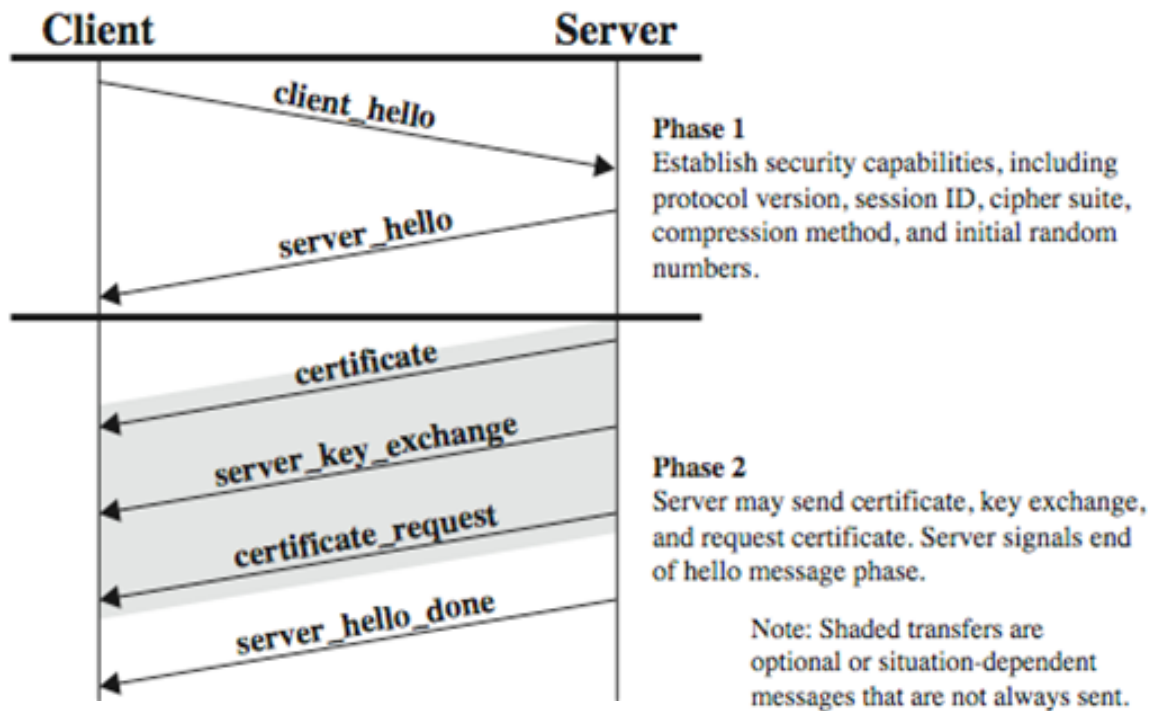 Client
Server
client_hello
server_hello
Phase 1
Establish security capabilities, including
protocol version, session ID, cipher suite,
compression method, and initial random
numbers.
certificate
server_key_exchange
certificate_request
server_hello_done
Phase 2
Server may send certificate, key exchange,
and request certificate. Server signals end
of hello message phase.
Note: Shaded transfers are
optional or situation-dependent
messages that are not always sent.